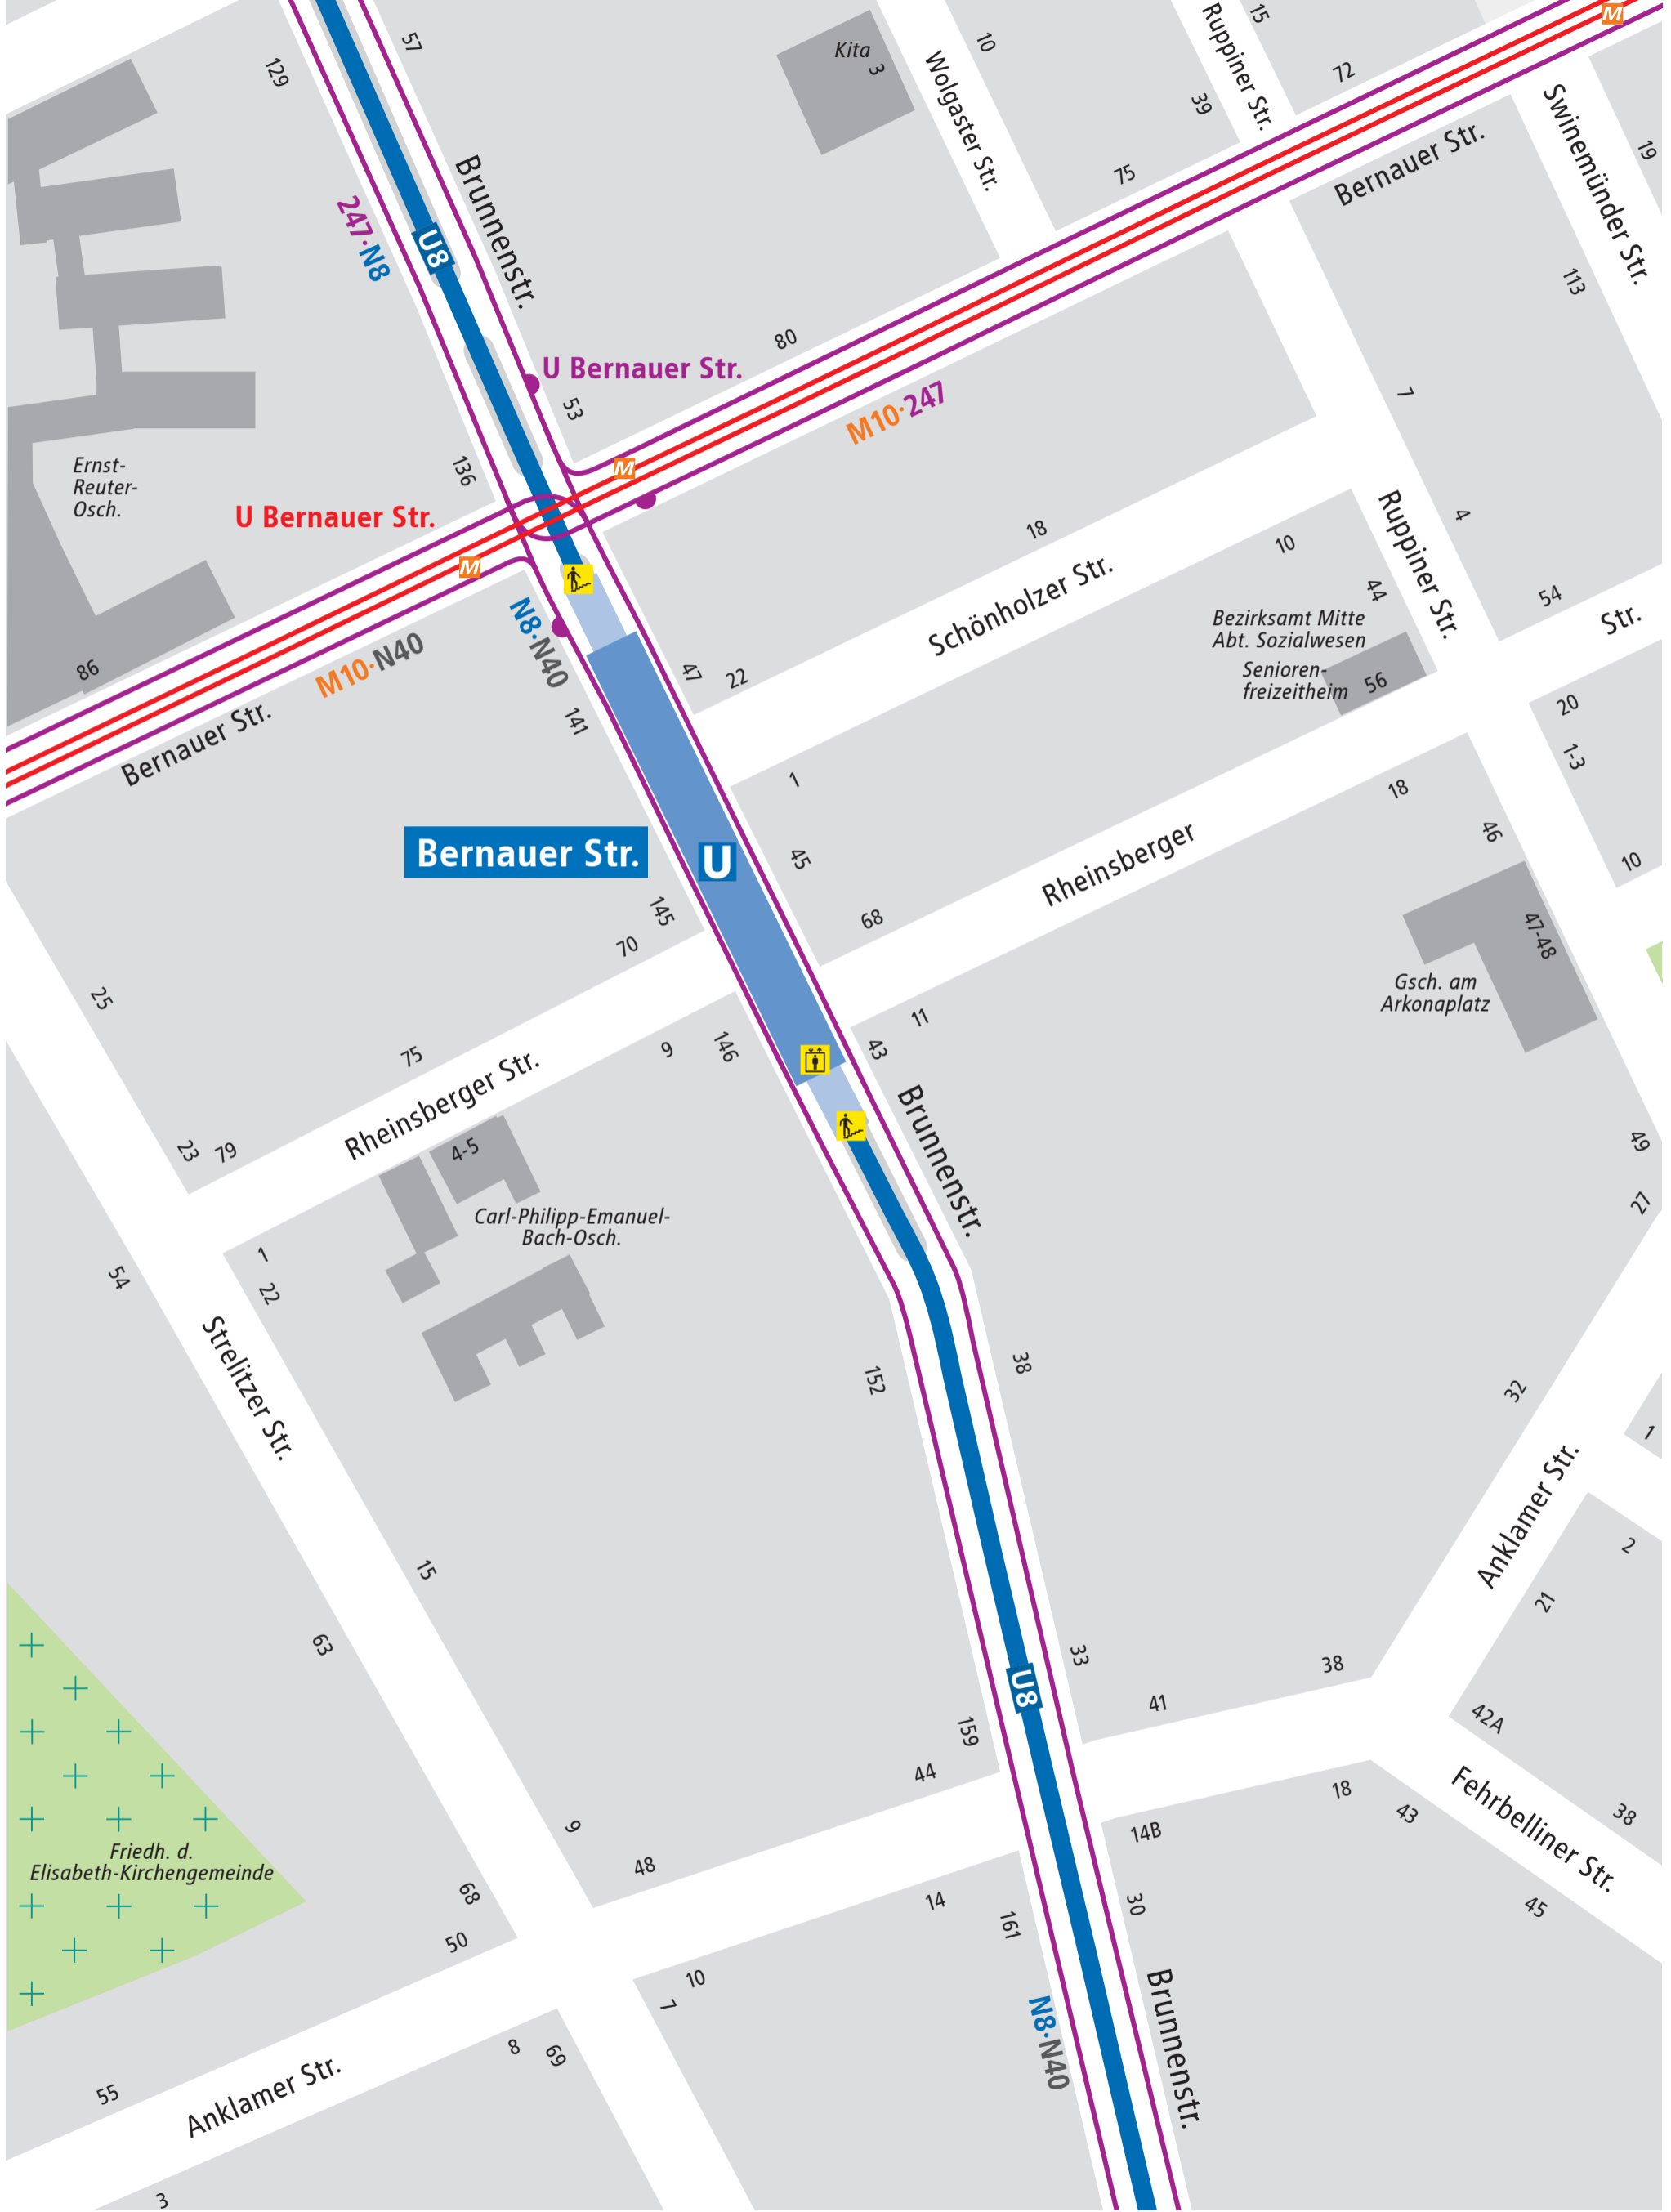 129
57
Kita
3
10
Wolgaster Str.
Ruppiner Str.
15
39
72
M
Swinemünder Str.
19
75
Bernauer Str.
Brunnenstr.
247·N8
U8
113
80
U Bernauer Str.
53
M10·247
7
136
Ernst-
Reuter-
Osch.
U Bernauer Str.
M
M
18
10
Ruppiner Str.
4
Schönholzer Str.
44
54
Bezirksamt Mitte
Abt. Sozialwesen
Str.
Senioren-
freizeitheim
56
86
M10·N40
N8·N40
47
22
141
Bernauer Str.
20
1-3
1
18
46
Bernauer Str.
U
45
Rheinsberger
10
145
70
68
47-48
Gsch. am
Arkonaplatz
25
11
75
9
146
43
Rheinsberger Str.
Brunnenstr.
23
79
4-5
49
27
Carl-Philipp-Emanuel-
Bach-Osch.
1
22
54
Strelitzer Str.
152
38
32
1
Anklamer Str.
15
2
21
63
33
38
U8
41
42A
159
44
18
43
38
Fehrbelliner Str.
9
14B
Friedh. d.
Elisabeth-Kirchengemeinde
48
68
14
30
45
161
50
10
7
N8·N40
Brunnenstr.
8
69
55
Anklamer Str.
3